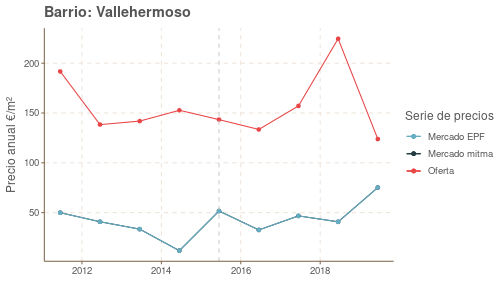 Barrio: Vallehermoso
Precio anual €/m²
200
150
100
50
2012
2014
2016
2018
Serie de precios
Mercado EPF
Mercado mitma
Oferta